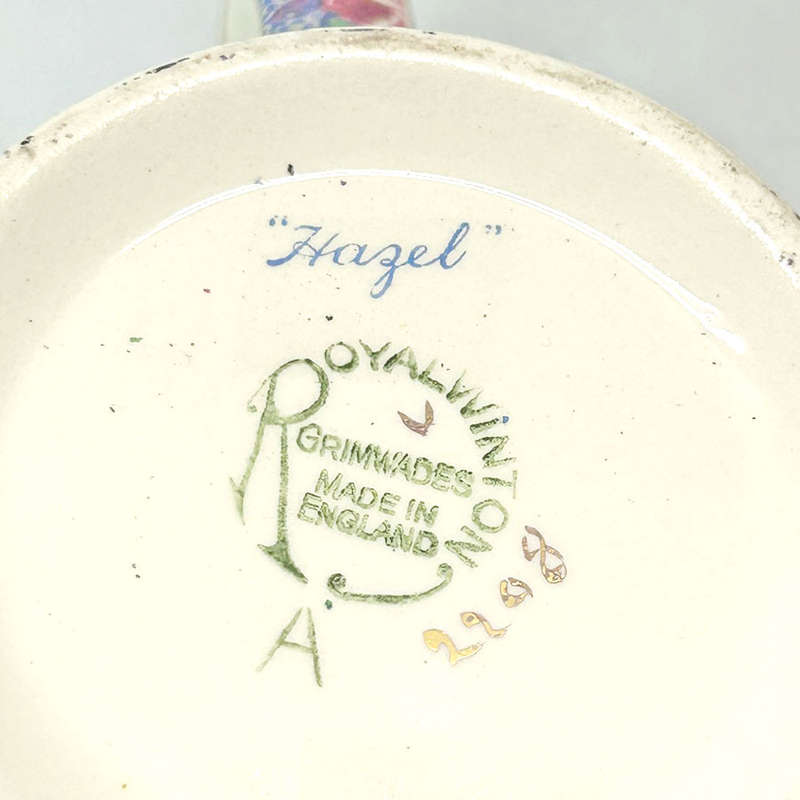 "Hazel"
ROYAL WINTON
GRIMWADES
MADE IN
ENGLAND
A
2208